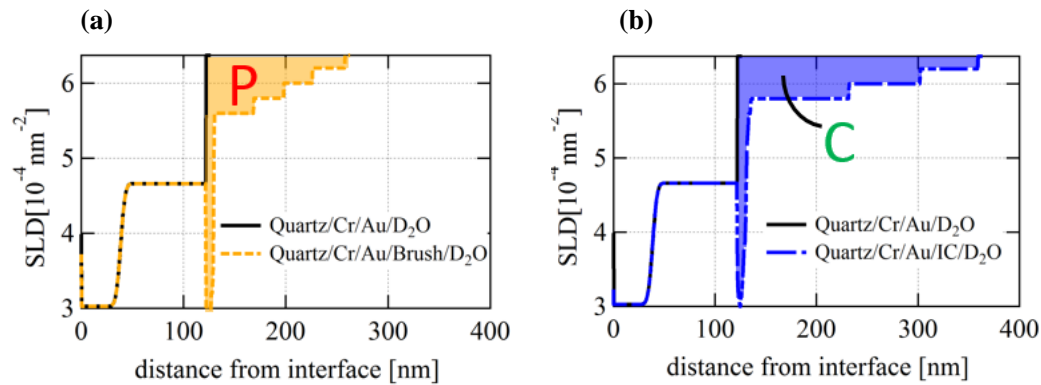 (a)
SLD[10⁻⁴ nm⁻²]
6
5
4
3
P
Quartz/Cr/Au/D₂O
Quartz/Cr/Au/Brush/D₂O
0
100
200
300
400
distance from interface [nm]
(b)
SLD[10⁻⁴ nm⁻²]
6
5
4
3
C
Quartz/Cr/Au/D₂O
Quartz/Cr/Au/IC/D₂O
0
100
200
300
400
distance from interface [nm]